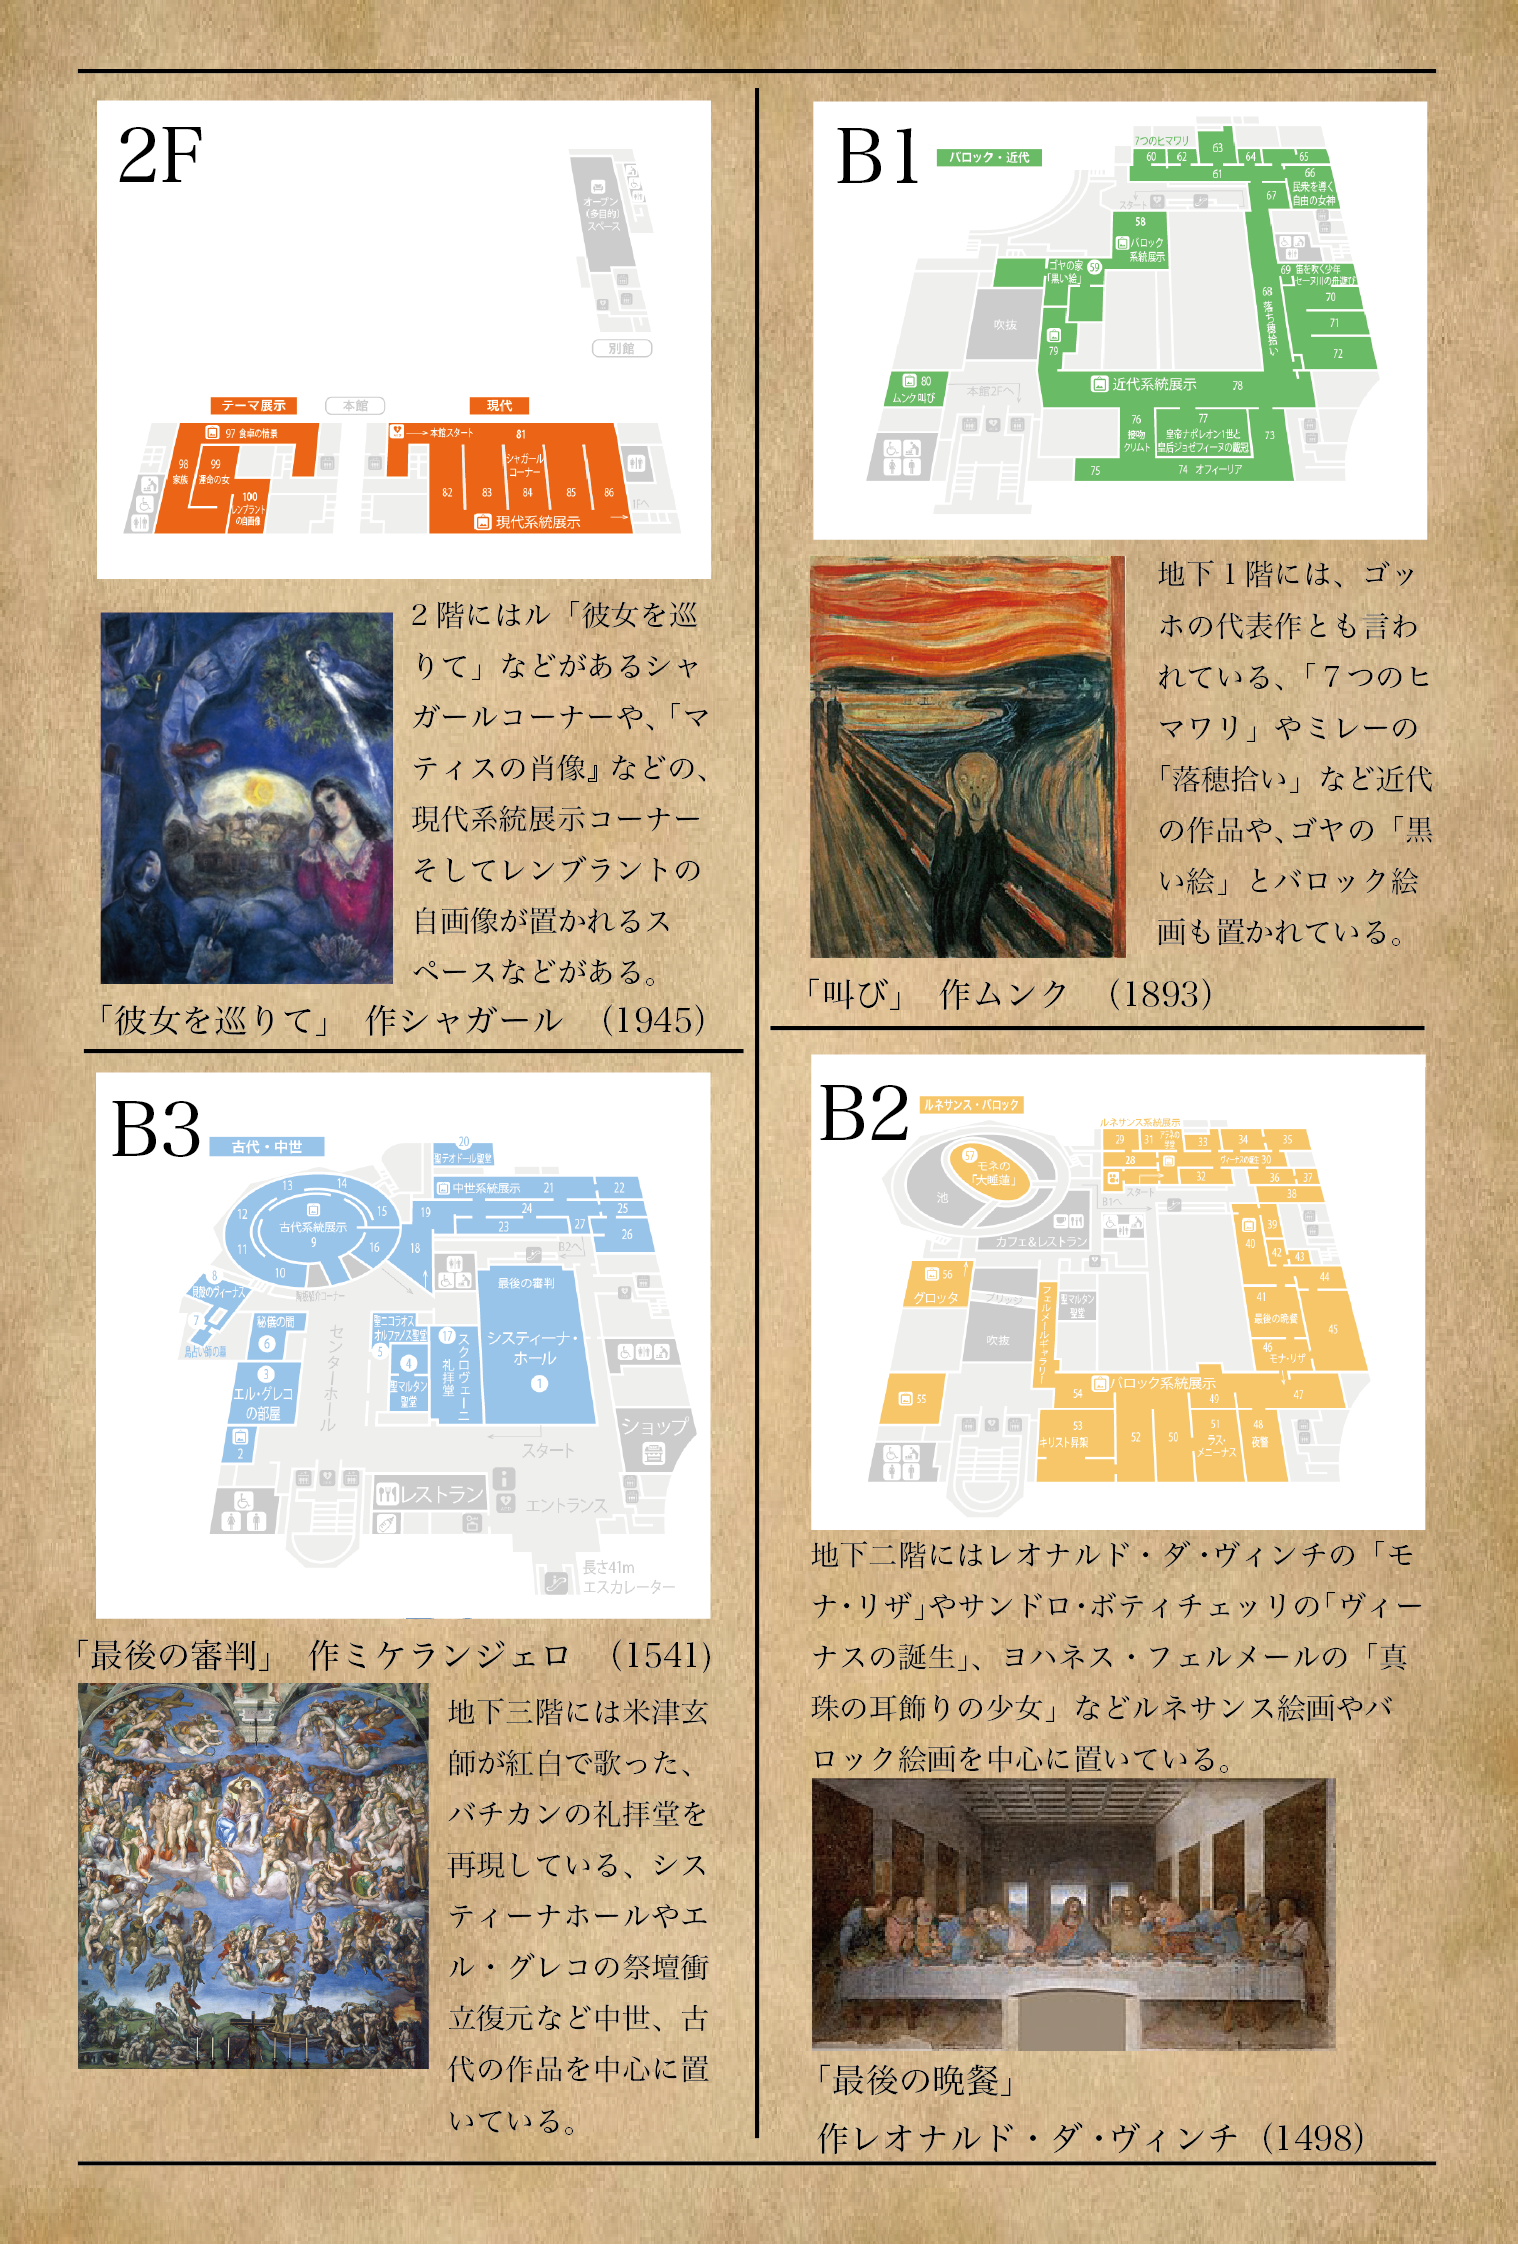 2F
オープン
(多目的)
スペース
別館
テーマ展示
本館
現代
97 食卓の情景
98
家族
99
運命の女
100
レンブラント
の自画像
本館スタート
81
シャガール
コーナー
82
83
84
85
86
1Fへ
現代系統展示
2階にはル「彼女を巡
りて」などがあるシャ
ガールコーナーや、「マ
ティスの肖像』などの、
現代系統展示コーナー
そしてレンブラントの
自画像が置かれるス
ペースなどがある。
「彼女を巡りて」 作シャガール (1945)
B1
バロック・近代
7つのヒマワリ
60
62
63
64
65
61
66
民衆を導く
自由の女神
67
スタート
58
バロック
系統展示
ゴヤの家
「黒い絵」
59
69 笛を吹く少年
セーヌ川の舟遊び
68
落ち穂拾い
70
71
72
吹抜
79
80
ムンク叫び
本館2Fへ
近代系統展示
78
76
接吻
クリムト
77
皇帝ナポレオン1世と
皇后ジョゼフィーヌの戴冠
73
75
74 オフィーリア
地下1階には、ゴッ
ホの代表作とも言わ
れている、「7つのヒ
マワリ」やミレーの
「落穂拾い」など近代
の作品や、ゴヤの「黒
い絵」とバロック絵
画も置かれている。
「叫び」 作ムンク (1893)
B3
古代・中世
20
聖テオドール聖堂
中世系統展示
21
22
13
14
12
15
古代系統展示
9
11
16
10
18
19
24
23
25
27
26
B2へ
8
貝殻のヴィーナス
7
鳥占い師の墓
陶板紹介コーナー
秘儀の間
6
3
エル・グレコ
の部屋
2
センターホール
聖ニコラオス
オルファノス聖堂
5
4
聖マルタン
聖堂
17
スクロヴェーニ
礼拝堂
最後の審判
システィーナ・
ホール
1
スタート
ショップ
レストラン
エントランス
長さ41m
エスカレーター
「最後の審判」 作ミケランジェロ (1541)
地下三階には米津玄
師が紅白で歌った、
バチカンの礼拝堂を
再現している、シス
ティーナホールやエ
ル・グレコの祭壇衝
立復元など中世、古
代の作品を中心に置
いている。
B2
ルネサンス・バロック
ルネサンス系統展示
29
31
33
34
35
28
ヴィーナスの誕生 30
32
36
37
38
57
モネの
「大睡蓮」
池
B1へ
スタート
カフェ&レストラン
39
40
42
43
44
56
グロッタ
ブリッジ
吹抜
フェルメールギャラリー
聖マルタン
聖堂
41
最後の晩餐
45
46
モナ・リザ
バロック系統展示
47
54
49
55
53
キリスト昇架
52
50
51
ラス・
メニーナス
48
夜警
地下二階にはレオナルド・ダ・ヴィンチの「モ
ナ・リザ」やサンドロ・ボティチェッリの「ヴィー
ナスの誕生」、ヨハネス・フェルメールの「真
珠の耳飾りの少女」などルネサンス絵画やバ
ロック絵画を中心に置いている。
「最後の晩餐」
作レオナルド・ダ・ヴィンチ (1498)